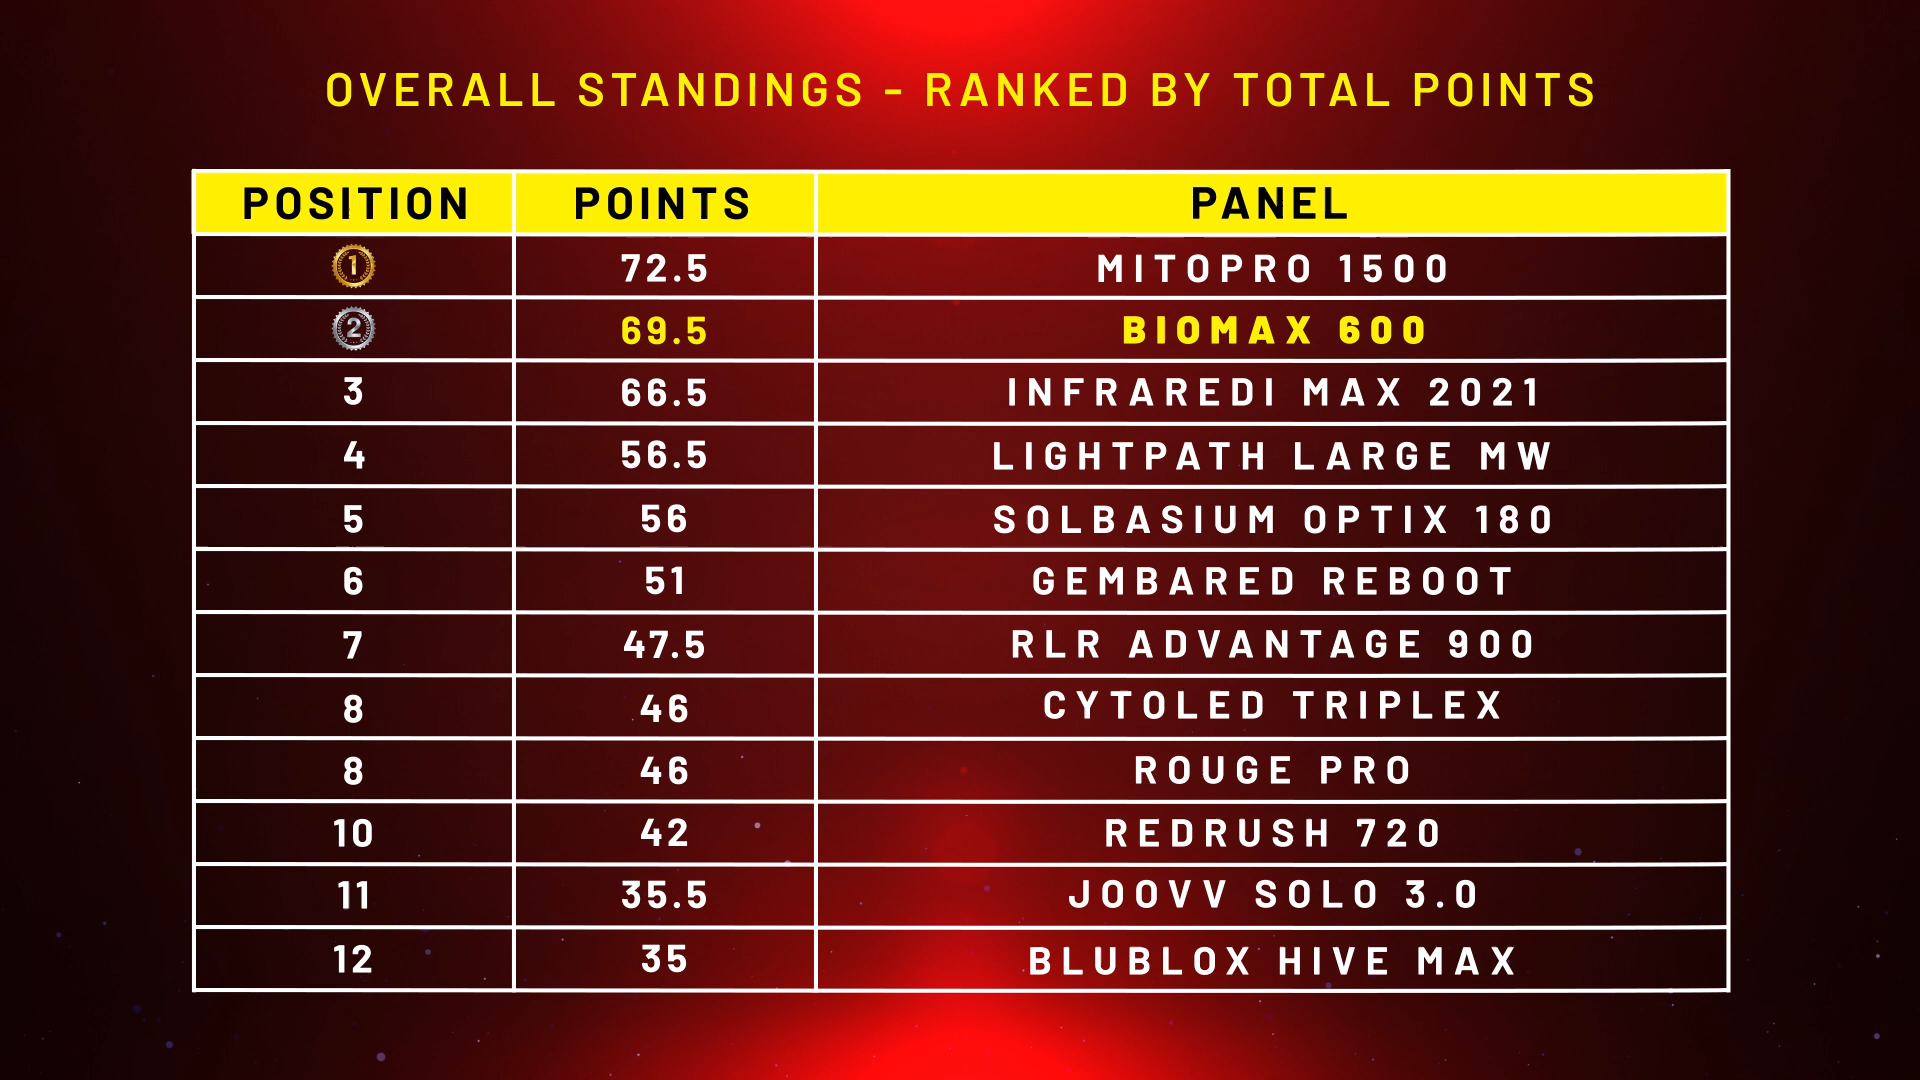 OVERALL STANDINGS - RANKED BY TOTAL POINTS
POSITION POINTS PANEL
1 72.5 MITOPRO 1500
2 69.5 BIOMAX 600
3 66.5 INFRAREDI MAX 2021
4 56.5 LIGHTPATH LARGE MW
5 56 SOLBASIUM OPTIX 180
6 51 GEMBARED REBOOT
7 47.5 RLR ADVANTAGE 900
8 46 CYTOLED TRIPLEX
8 46 ROUGE PRO
10 42 REDRUSH 720
11 35.5 JOOVV SOLO 3.0
12 35 BLUBLOX HIVE MAX